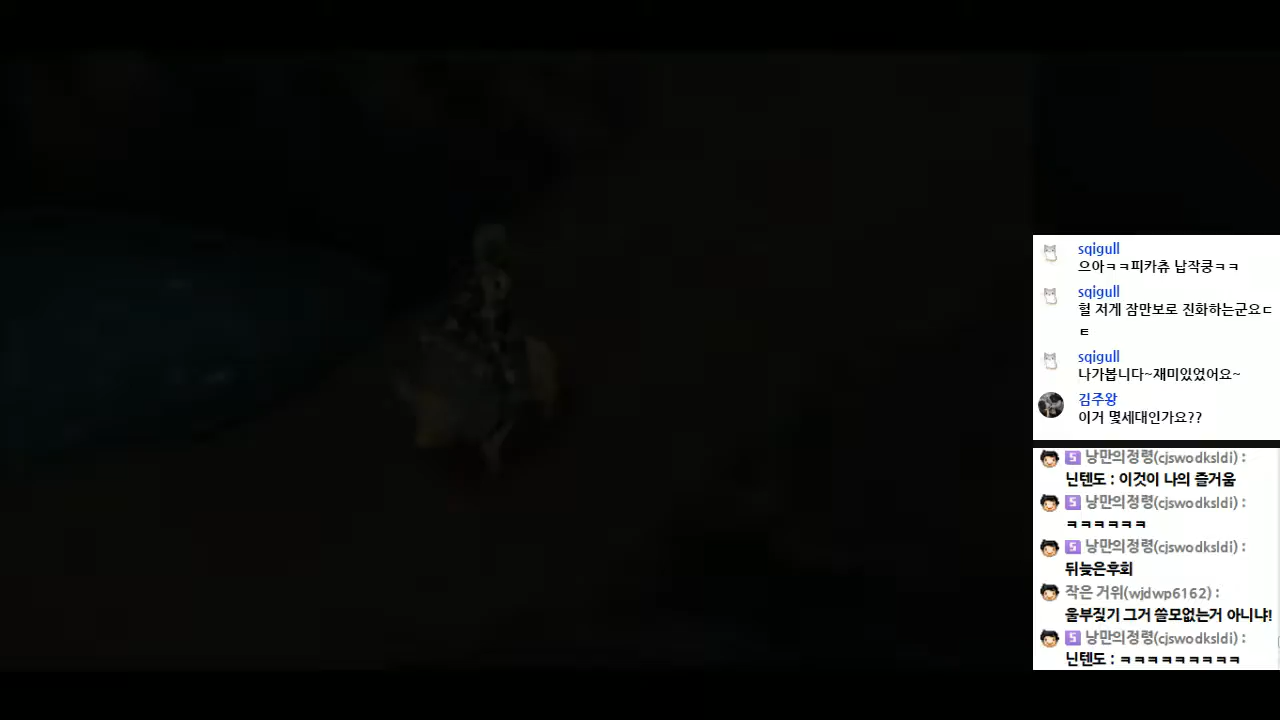 sqigull
으아ㅋㅋ피카츄 납작쿵ㅋㅋ
sqigull
헐 저게 잠만보로 진화하는군요ㄷ
ㅌ
sqigull
나가봅니다~재미있었어요~
김주왕
이거 몇세대인가요??
5 낭만의정령(cjswodksldi) :
닌텐도 : 이것이 나의 즐거움
5 낭만의정령(cjswodksldi) :
ㅋㅋㅋㅋㅋㅋ
5 낭만의정령(cjswodksldi) :
뒤늦은후회
작은 거위(wjdwp6162) :
울부짖기 그거 쓸모없는거 아니냐!
5 낭만의정령(cjswodksldi) :
닌텐도 : ㅋㅋㅋㅋㅋㅋㅋㅋㅋ